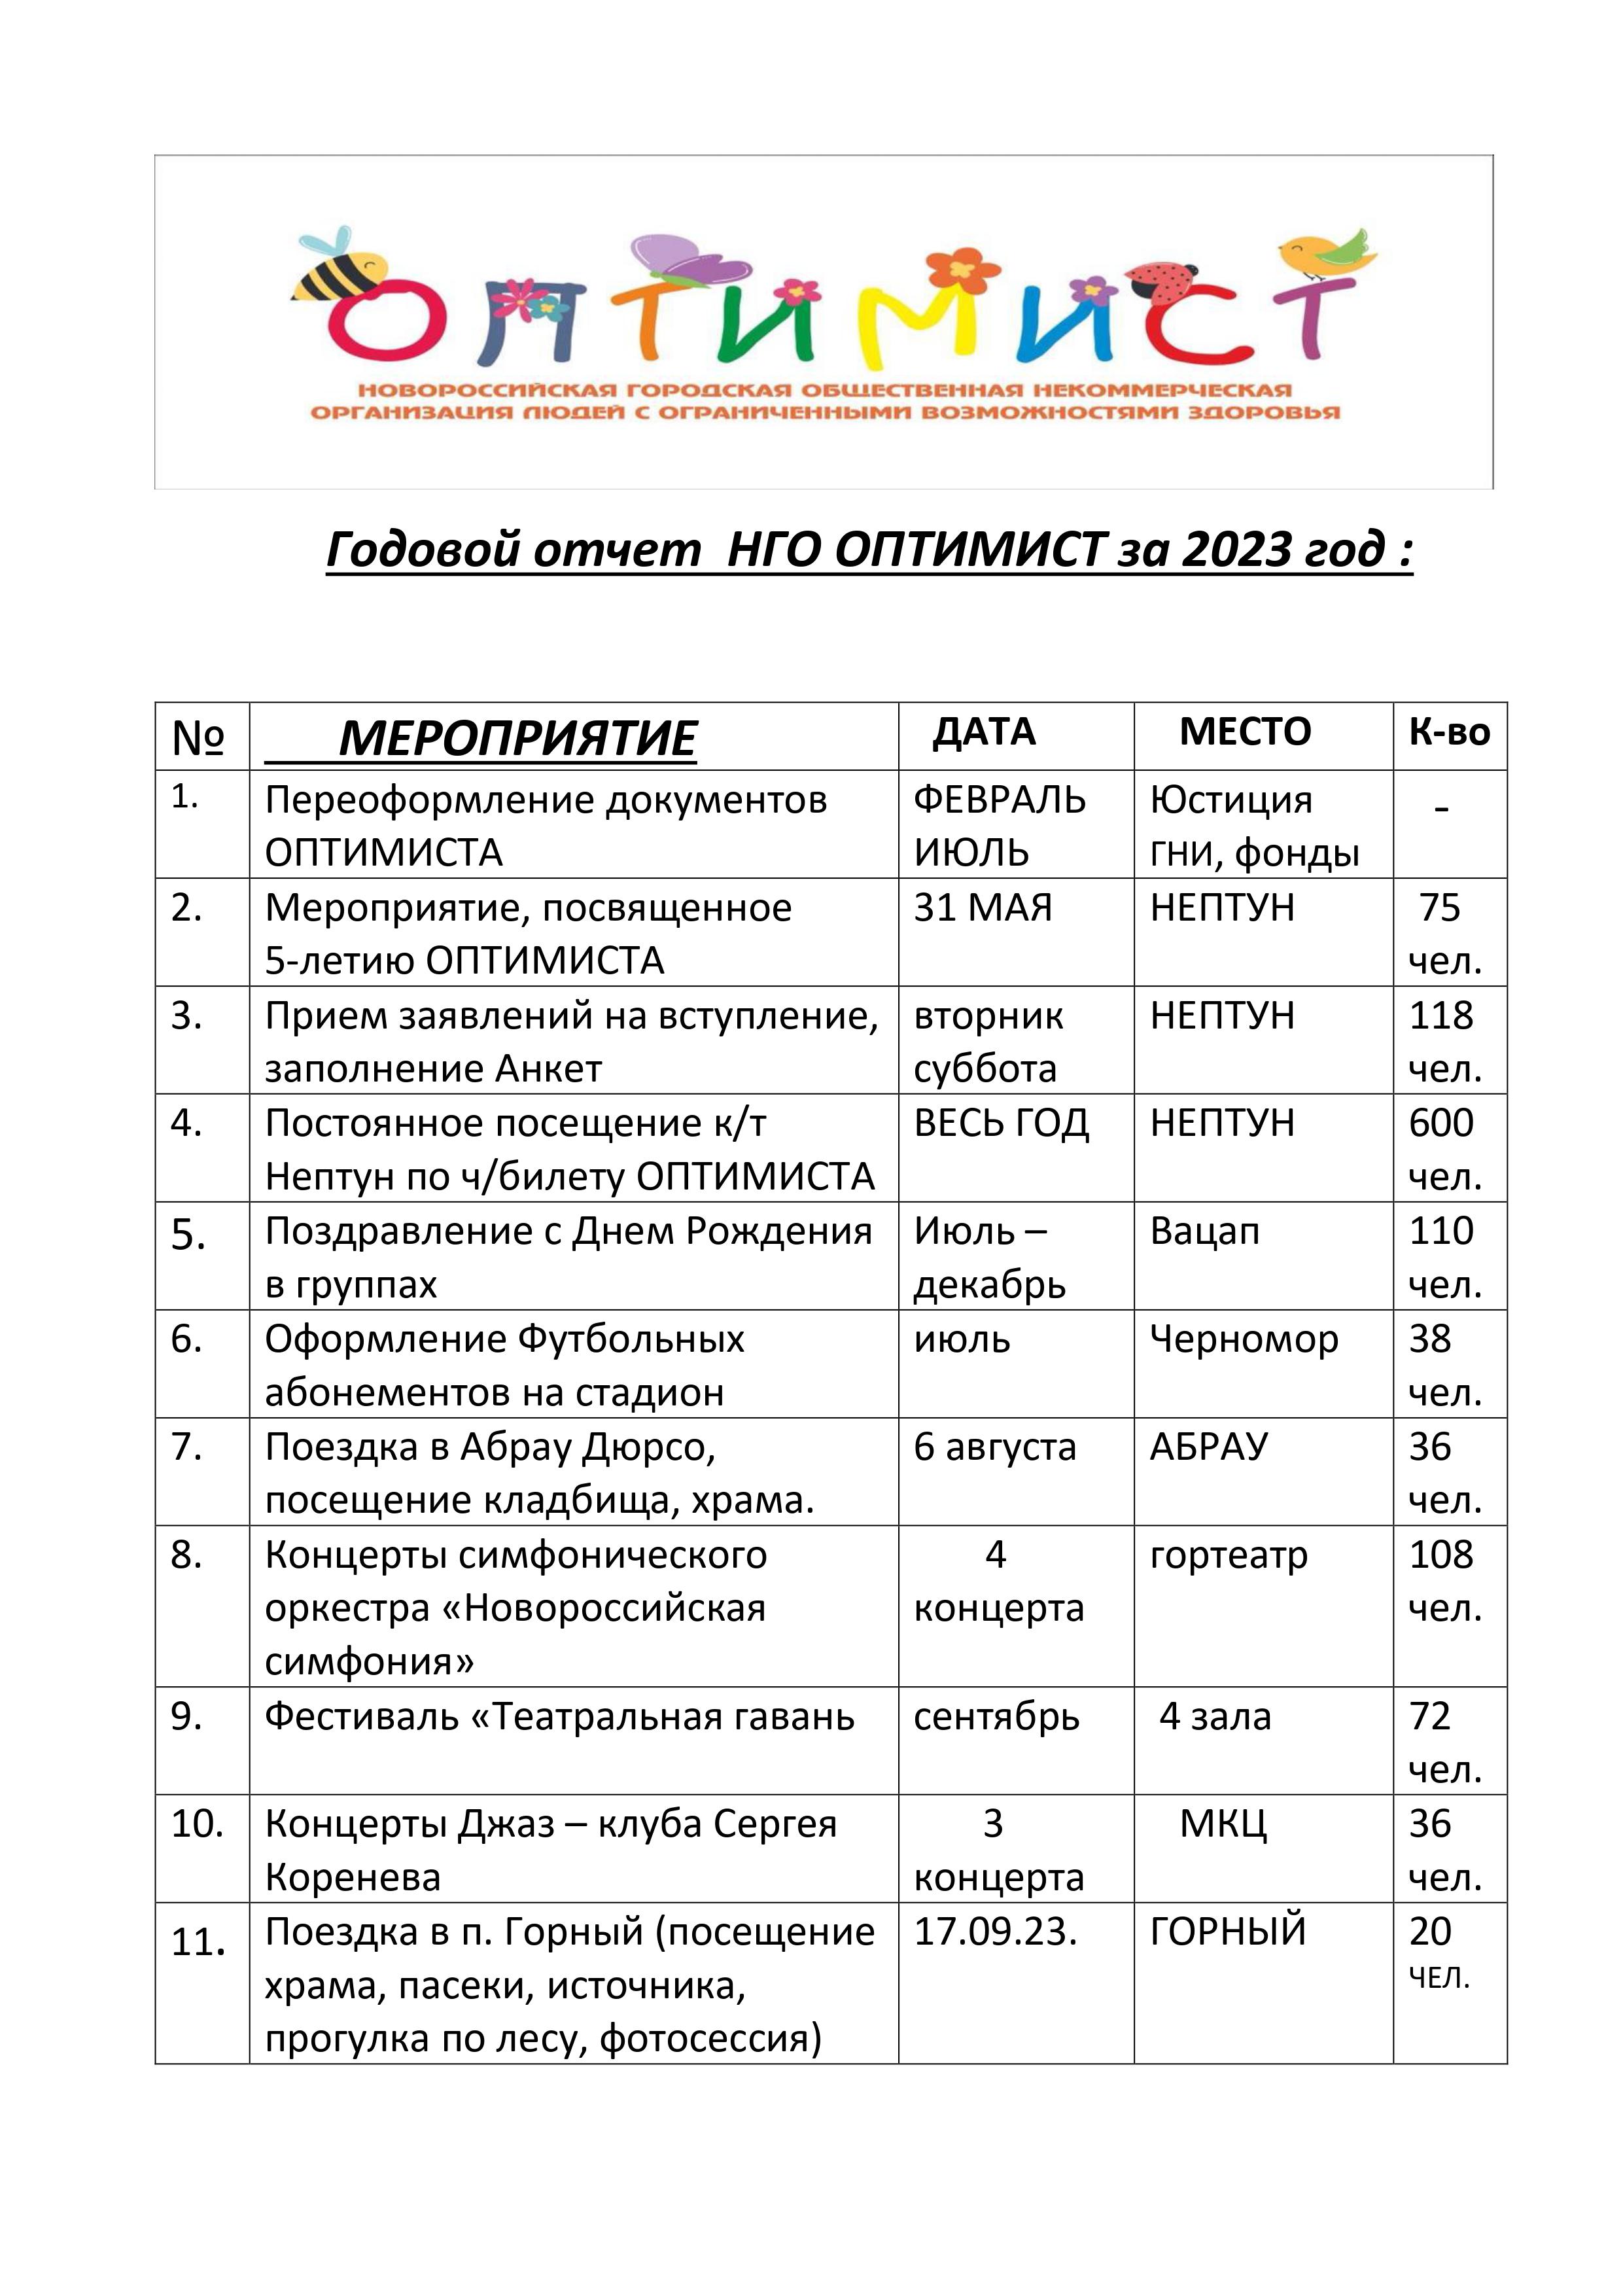 ОПТИМИСТ
НОВОРОССИЙСКАЯ ГОРОДСКАЯ ОБЩЕСТВЕННАЯ НЕКОММЕРЧЕСКАЯ
ОРГАНИЗАЦИЯ ЛЮДЕЙ С ОГРАНИЧЕННЫМИ ВОЗМОЖНОСТЯМИ ЗДОРОВЬЯ
Годовой отчет НГО ОПТИМИСТ за 2023 год :
№ МЕРОПРИЯТИЕ ДАТА МЕСТО К-во
1. Переоформление документов ФЕВРАЛЬ Юстиция -
ОПТИМИСТА ИЮЛЬ ГНИ, фонды
2. Мероприятие, посвященное 31 МАЯ НЕПТУН 75
5-летию ОПТИМИСТА чел.
3. Прием заявлений на вступление, вторник НЕПТУН 118
заполнение Анкет суббота чел.
4. Постоянное посещение к/т ВЕСЬ ГОД НЕПТУН 600
Нептун по ч/билету ОПТИМИСТА чел.
5. Поздравление с Днем Рождения Июль – Вацап 110
в группах декабрь чел.
6. Оформление Футбольных июль Черномор 38
абонементов на стадион чел.
7. Поездка в Абрау Дюрсо, 6 августа АБРАУ 36
посещение кладбища, храма. чел.
8. Концерты симфонического 4 гортеатр 108
оркестра «Новороссийская концерта чел.
симфония»
9. Фестиваль «Театральная гавань сентябрь 4 зала 72
чел.
10. Концерты Джаз – клуба Сергея 3 МКЦ 36
Коренева концерта чел.
11. Поездка в п. Горный (посещение 17.09.23. ГОРНЫЙ 20
храма, пасеки, источника, ЧЕЛ.
прогулка по лесу, фотосессия)